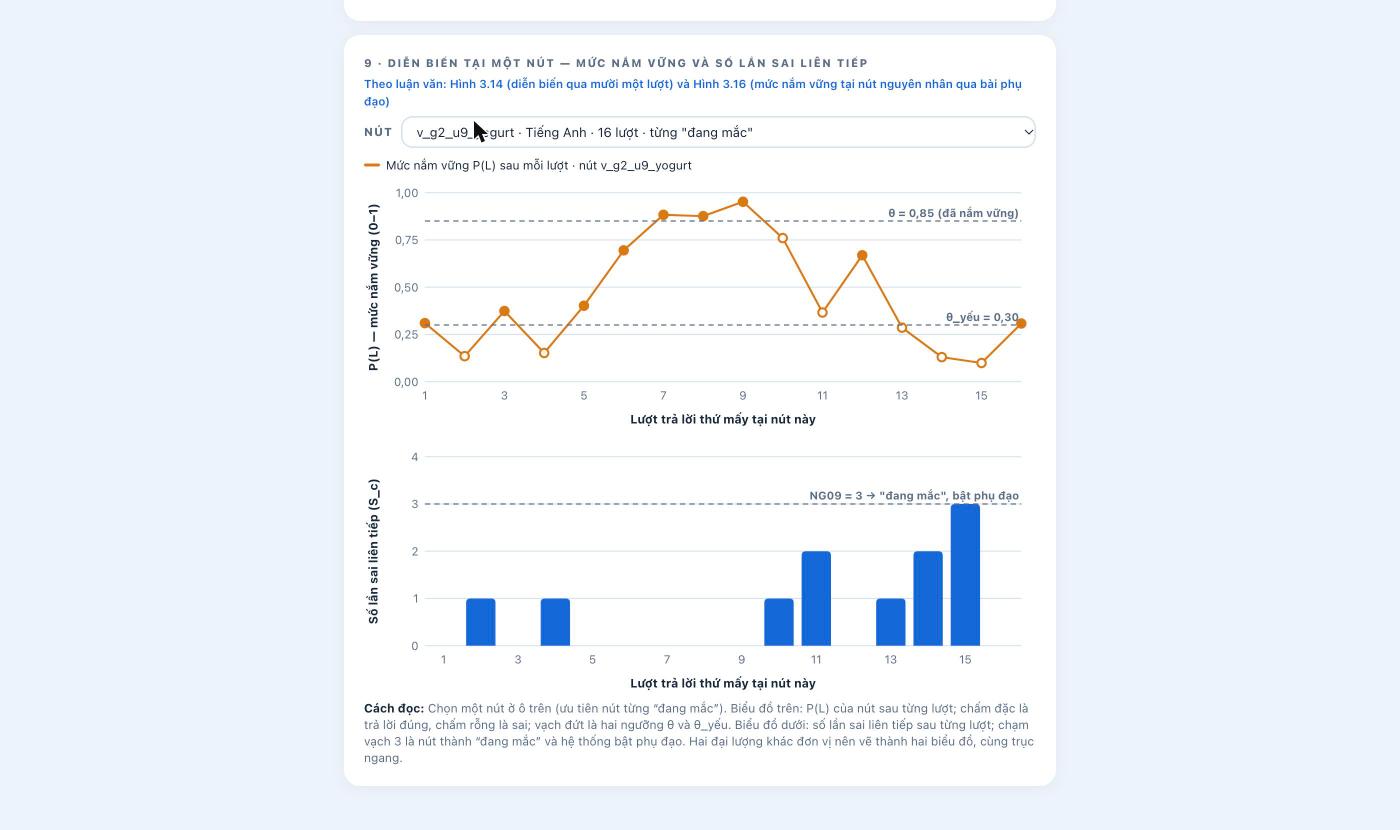 9 · DIỄN BIẾN TẠI MỘT NÚT — MỨC NẮM VỮNG VÀ SỐ LẦN SAI LIÊN TIẾP
Theo luận văn: Hình 3.14 (diễn biến qua mười một lượt) và Hình 3.16 (mức nắm vững tại nút nguyên nhân qua bài phụ
đạo)
NÚT
v_g2_u9_yogurt · Tiếng Anh · 16 lượt · từng "đang mắc"
Mức nắm vững P(L) sau mỗi lượt · nút v_g2_u9_yogurt
P(L) — mức nắm vững (0–1)
1,00
θ = 0,85 (đã nắm vững)
0,75
0,50
θ_yếu = 0,30
0,25
0,00
1 3 5 7 9 11 13 15
Lượt trả lời thứ mấy tại nút này
Số lần sai liên tiếp (S_c)
4
NG09 = 3 → "đang mắc", bật phụ đạo
3
2
1
0
1 3 5 7 9 11 13 15
Lượt trả lời thứ mấy tại nút này
Cách đọc: Chọn một nút ở ô trên (ưu tiên nút từng “đang mắc”). Biểu đồ trên: P(L) của nút sau từng lượt; chấm đặc là
trả lời đúng, chấm rỗng là sai; vạch đứt là hai ngưỡng θ và θ_yếu. Biểu đồ dưới: số lần sai liên tiếp sau từng lượt; chạm
vạch 3 là nút thành “đang mắc” và hệ thống bật phụ đạo. Hai đại lượng khác đơn vị nên vẽ thành hai biểu đồ, cùng trục
ngang.